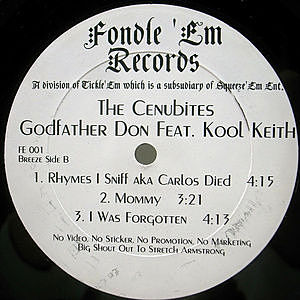 Fondle 'Em
Records
A division of Tickle'Em which is a subsudiary of Squeeze'Em Ent.
The Cenubites
Godfather Don Feat. Kool Keith
FE 001
Breeze Side B
1. Rhymes I Sniff aka Carlos Died 4:15
2. Mommy 3:21
3. I Was Forgotten 4:13
No Video, No Sticker, No Promotion, No Marketing
Big Shout Out To Stretch Armstrong